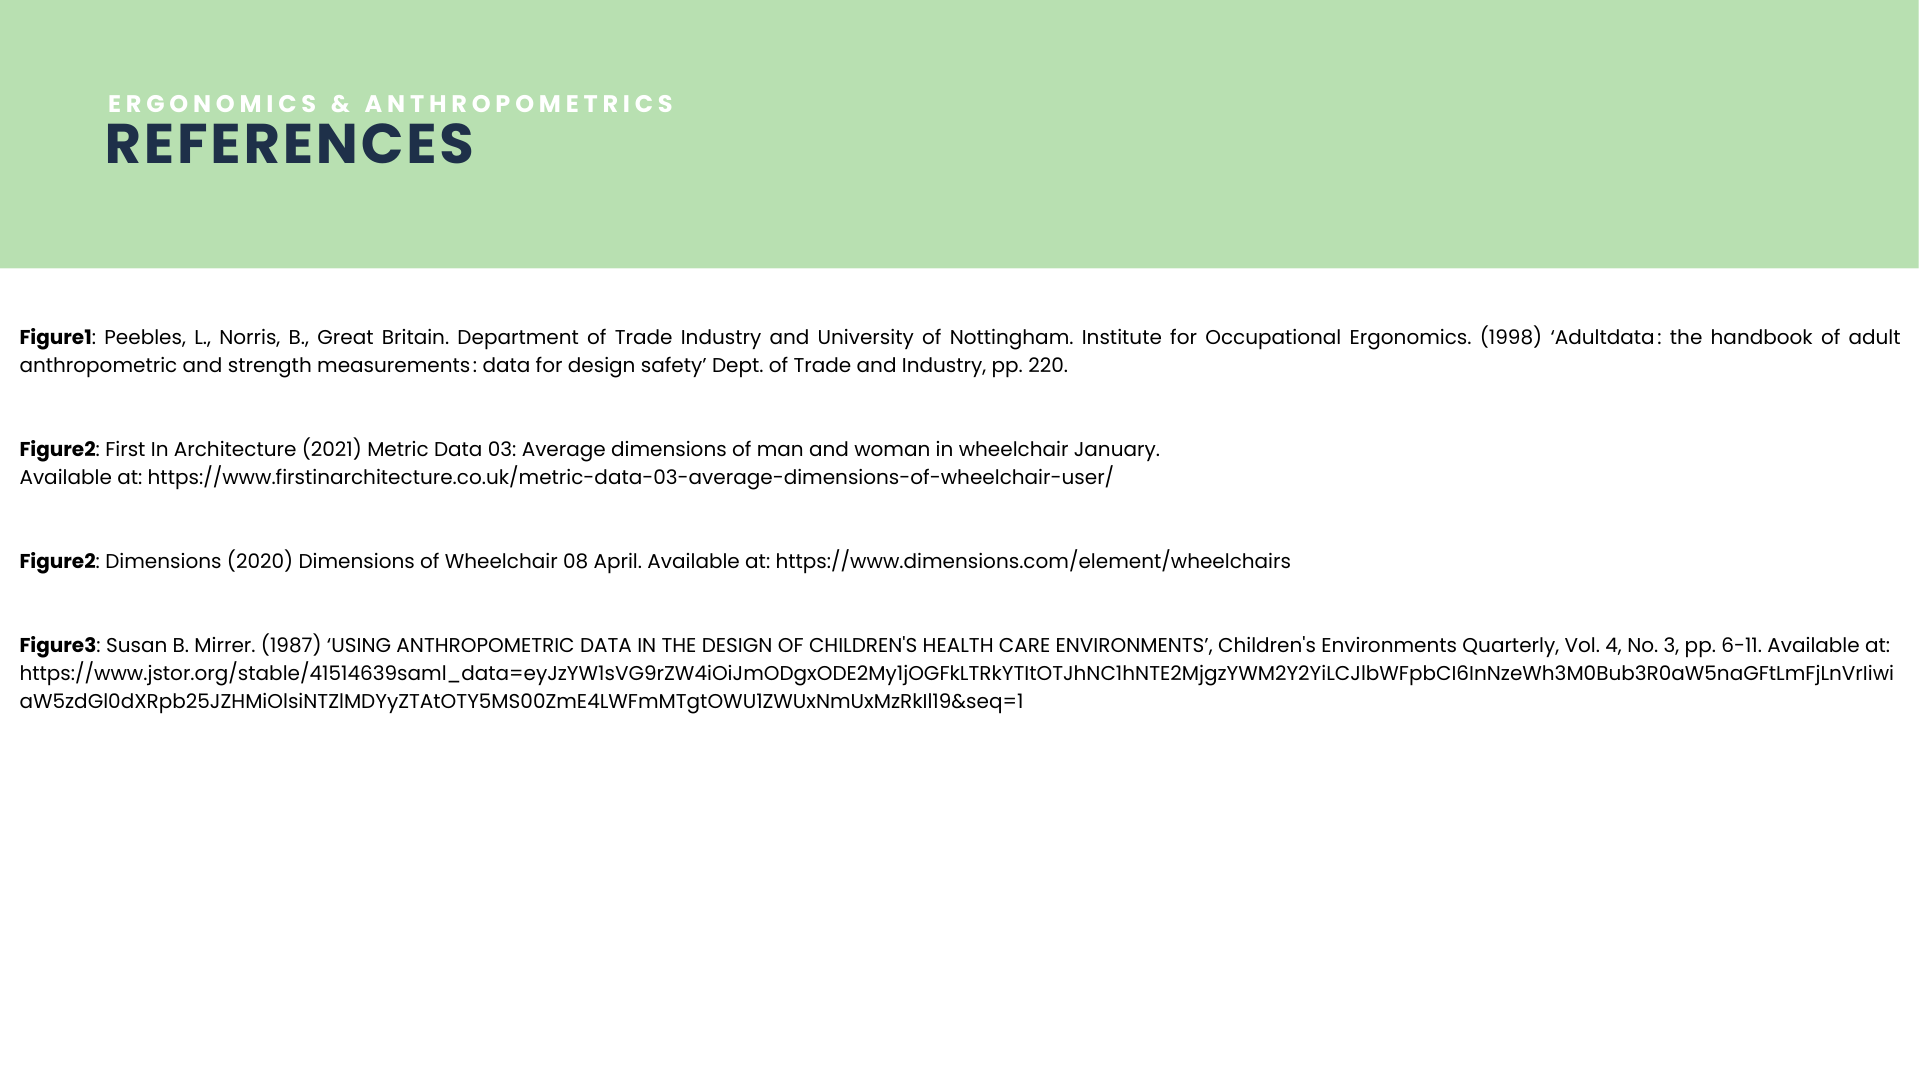 ERGONOMICS & ANTHROPOMETRICS
REFERENCES
Figure1: Peebles, L., Norris, B., Great Britain. Department of Trade Industry and University of Nottingham. Institute for Occupational Ergonomics. (1998) ‘Adultdata : the handbook of adult
anthropometric and strength measurements : data for design safety’ Dept. of Trade and Industry, pp. 220.
Figure2: First In Architecture (2021) Metric Data 03: Average dimensions of man and woman in wheelchair January.
Available at: https://www.firstinarchitecture.co.uk/metric-data-03-average-dimensions-of-wheelchair-user/
Figure2: Dimensions (2020) Dimensions of Wheelchair 08 April. Available at: https://www.dimensions.com/element/wheelchairs
Figure3: Susan B. Mirrer. (1987) ‘USING ANTHROPOMETRIC DATA IN THE DESIGN OF CHILDREN'S HEALTH CARE ENVIRONMENTS’, Children's Environments Quarterly, Vol. 4, No. 3, pp. 6-11. Available at:
https://www.jstor.org/stable/41514639saml_data=eyJzYW1sVG9rZW4iOiJmODgxODE2My1jOGFkLTRkYTItOTJhNC1hNTE2MjgzYWM2Y2YiLCJlbWFpbCI6InNzeWh3M0Bub3R0aW5naGFtLmFjLnVrIiwi
aW5zdGl0dXRpb25JZHMiOlsiNTZlMDYyZTAtOTY5MS00ZmE4LWFmMTgtOWU1ZWUxNmUxMzRkIl19&seq=1